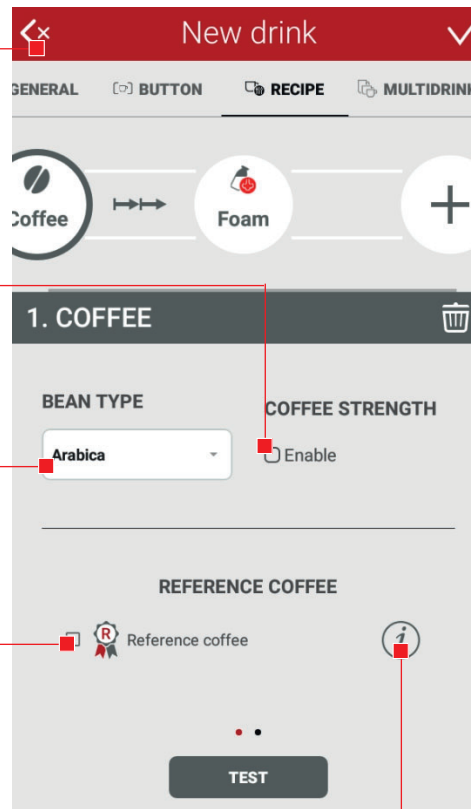 New drink
GENERAL BUTTON RECIPE MULTIDRINK
Coffee Foam
1. COFFEE
BEAN TYPE COFFEE STRENGTH
Arabica Enable
REFERENCE COFFEE
R Reference coffee i
TEST